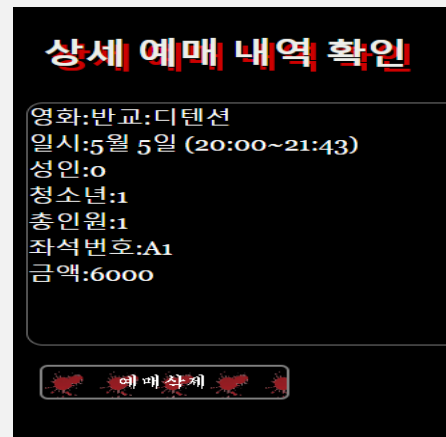 상세 예매 내역 확인
영화:반교:디텐션
일시:5월 5일 (20:00~21:43)
성인:0
청소년:1
총인원:1
좌석번호:A1
금액:6000
예매삭제